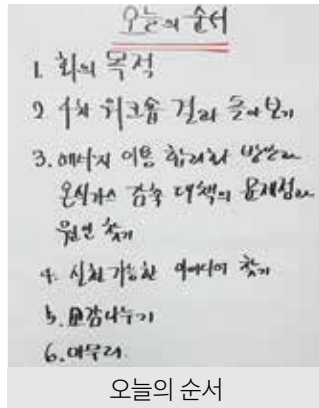 오늘의 순서
1. 회의 목적
2. 4차 워크숍 결과 돌아보기
3. 에너지 이용 합리화 방안과
온실가스 감축 대책의 문제점과
원인 찾기
4. 실천 가능한 아이디어 찾기
5. 소감나누기
6. 마무리
오늘의 순서